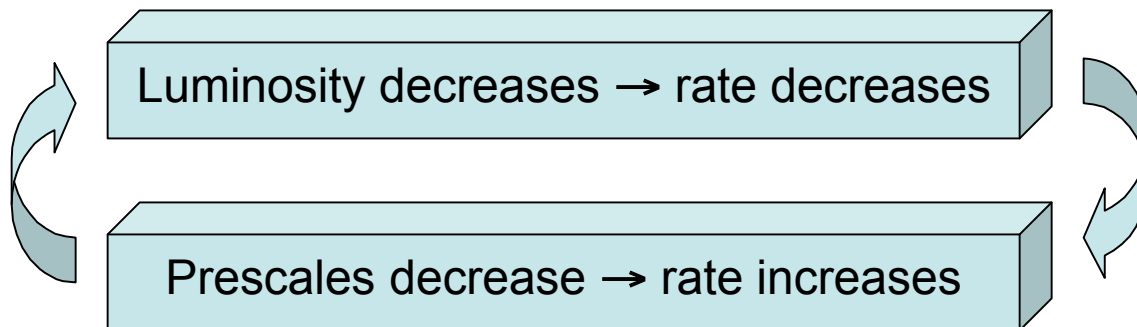 Luminosity decreases → rate decreases
Prescales decrease → rate increases